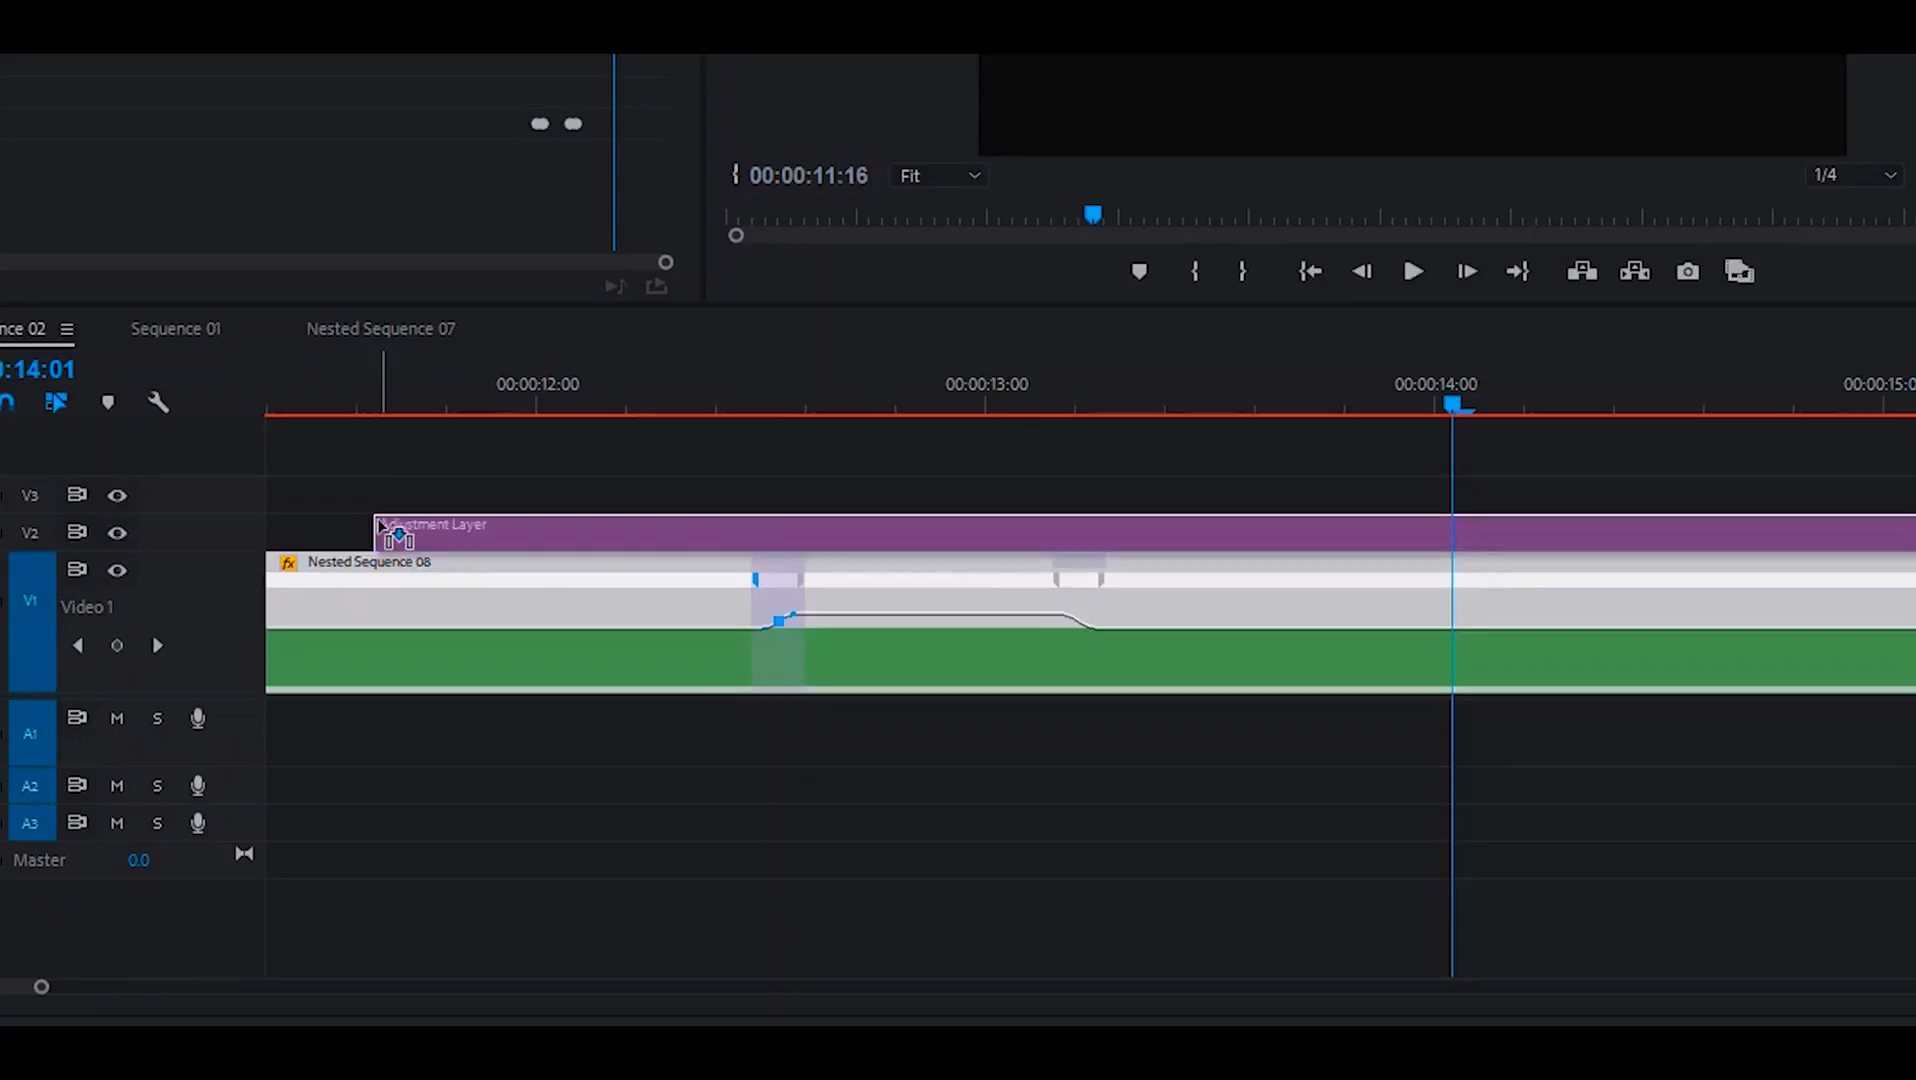 00:00:11:16
Fit
1/4
nce 02
Sequence 01
Nested Sequence 07
:14:01
00:00:12:00
00:00:13:00
00:00:14:00
00:00:15:0
V3
V2
Adjustment Layer
Nested Sequence 08
fx
V1
Video 1
A1
M
S
A2
M
S
A3
M
S
Master
0.0